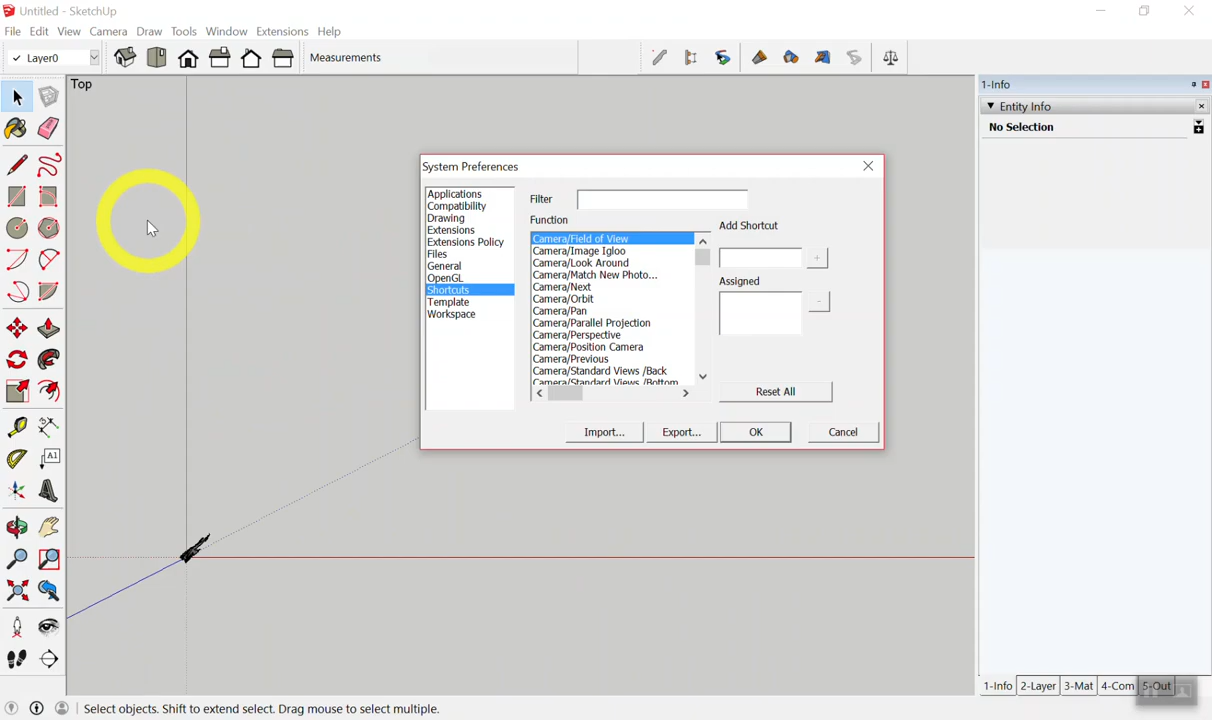 Untitled - SketchUp
File Edit View Camera Draw Tools Window Extensions Help
Layer0
Measurements
Top
1-Info
Entity Info
No Selection
System Preferences
Applications
Compatibility
Drawing
Extensions
Extensions Policy
Files
General
OpenGL
Shortcuts
Template
Workspace
Filter
Function
Camera/Field of View
Camera/Image Igloo
Camera/Look Around
Camera/Match New Photo...
Camera/Next
Camera/Orbit
Camera/Pan
Camera/Parallel Projection
Camera/Perspective
Camera/Position Camera
Camera/Previous
Camera/Standard Views /Back
Camera/Standard Views /Bottom
Add Shortcut
+
Assigned
-
Reset All
Import... Export... OK Cancel
A1
1-Info 2-Layer 3-Mat 4-Com 5-Out
Select objects. Shift to extend select. Drag mouse to select multiple.